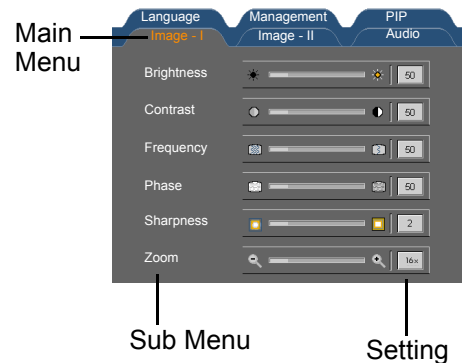 Language Management PIP
Main Menu
Image - I Image - II Audio
Brightness 50
Contrast 50
Frequency 50
Phase 50
Sharpness 2
Zoom 16x
Sub Menu
Setting